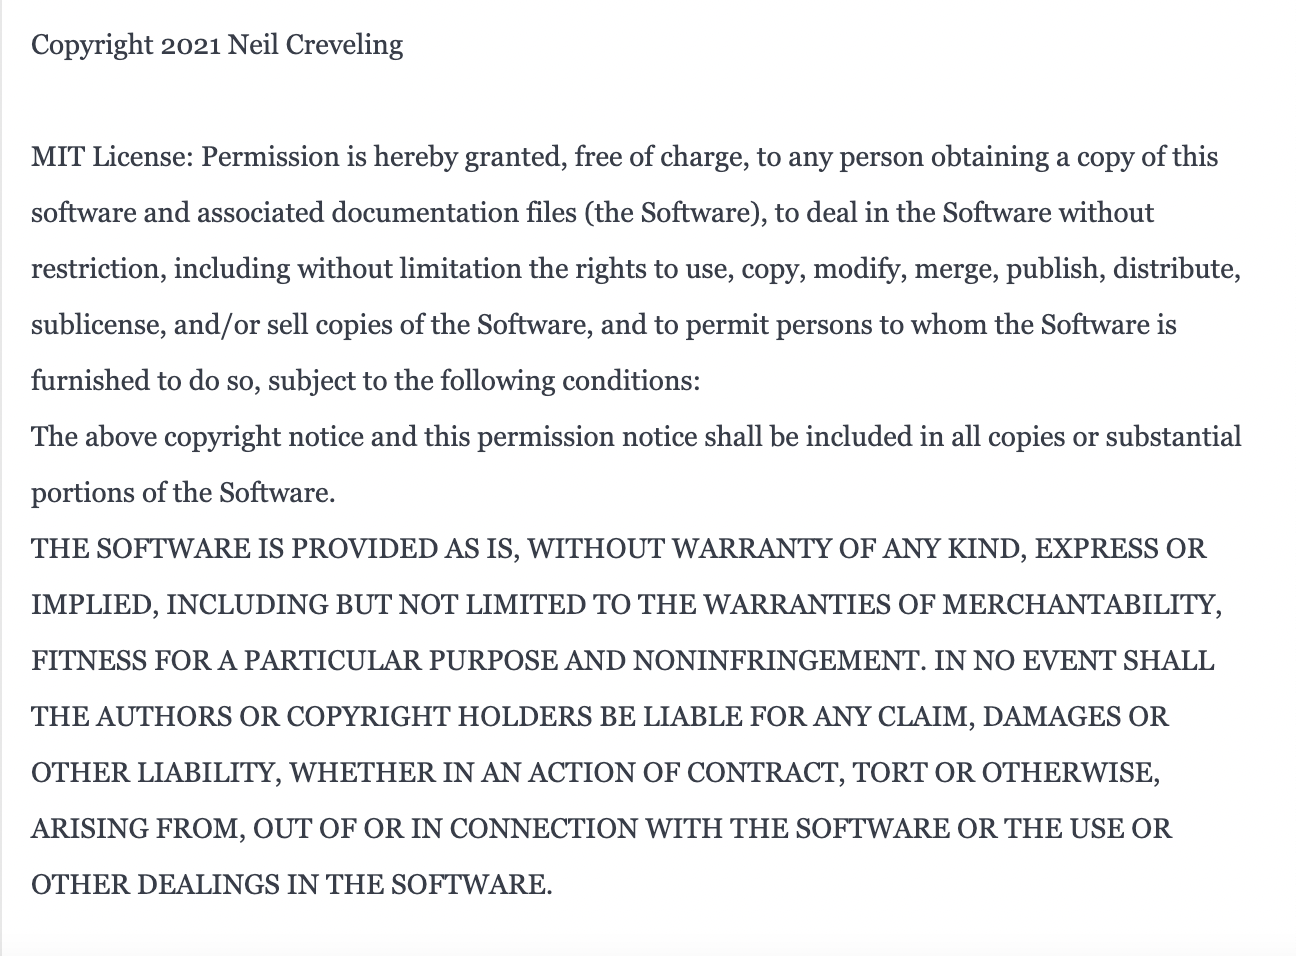 Copyright 2021 Neil Creveling
MIT License: Permission is hereby granted, free of charge, to any person obtaining a copy of this
software and associated documentation files (the Software), to deal in the Software without
restriction, including without limitation the rights to use, copy, modify, merge, publish, distribute,
sublicense, and/or sell copies of the Software, and to permit persons to whom the Software is
furnished to do so, subject to the following conditions:
The above copyright notice and this permission notice shall be included in all copies or substantial
portions of the Software.
THE SOFTWARE IS PROVIDED AS IS, WITHOUT WARRANTY OF ANY KIND, EXPRESS OR
IMPLIED, INCLUDING BUT NOT LIMITED TO THE WARRANTIES OF MERCHANTABILITY,
FITNESS FOR A PARTICULAR PURPOSE AND NONINFRINGEMENT. IN NO EVENT SHALL
THE AUTHORS OR COPYRIGHT HOLDERS BE LIABLE FOR ANY CLAIM, DAMAGES OR
OTHER LIABILITY, WHETHER IN AN ACTION OF CONTRACT, TORT OR OTHERWISE,
ARISING FROM, OUT OF OR IN CONNECTION WITH THE SOFTWARE OR THE USE OR
OTHER DEALINGS IN THE SOFTWARE.